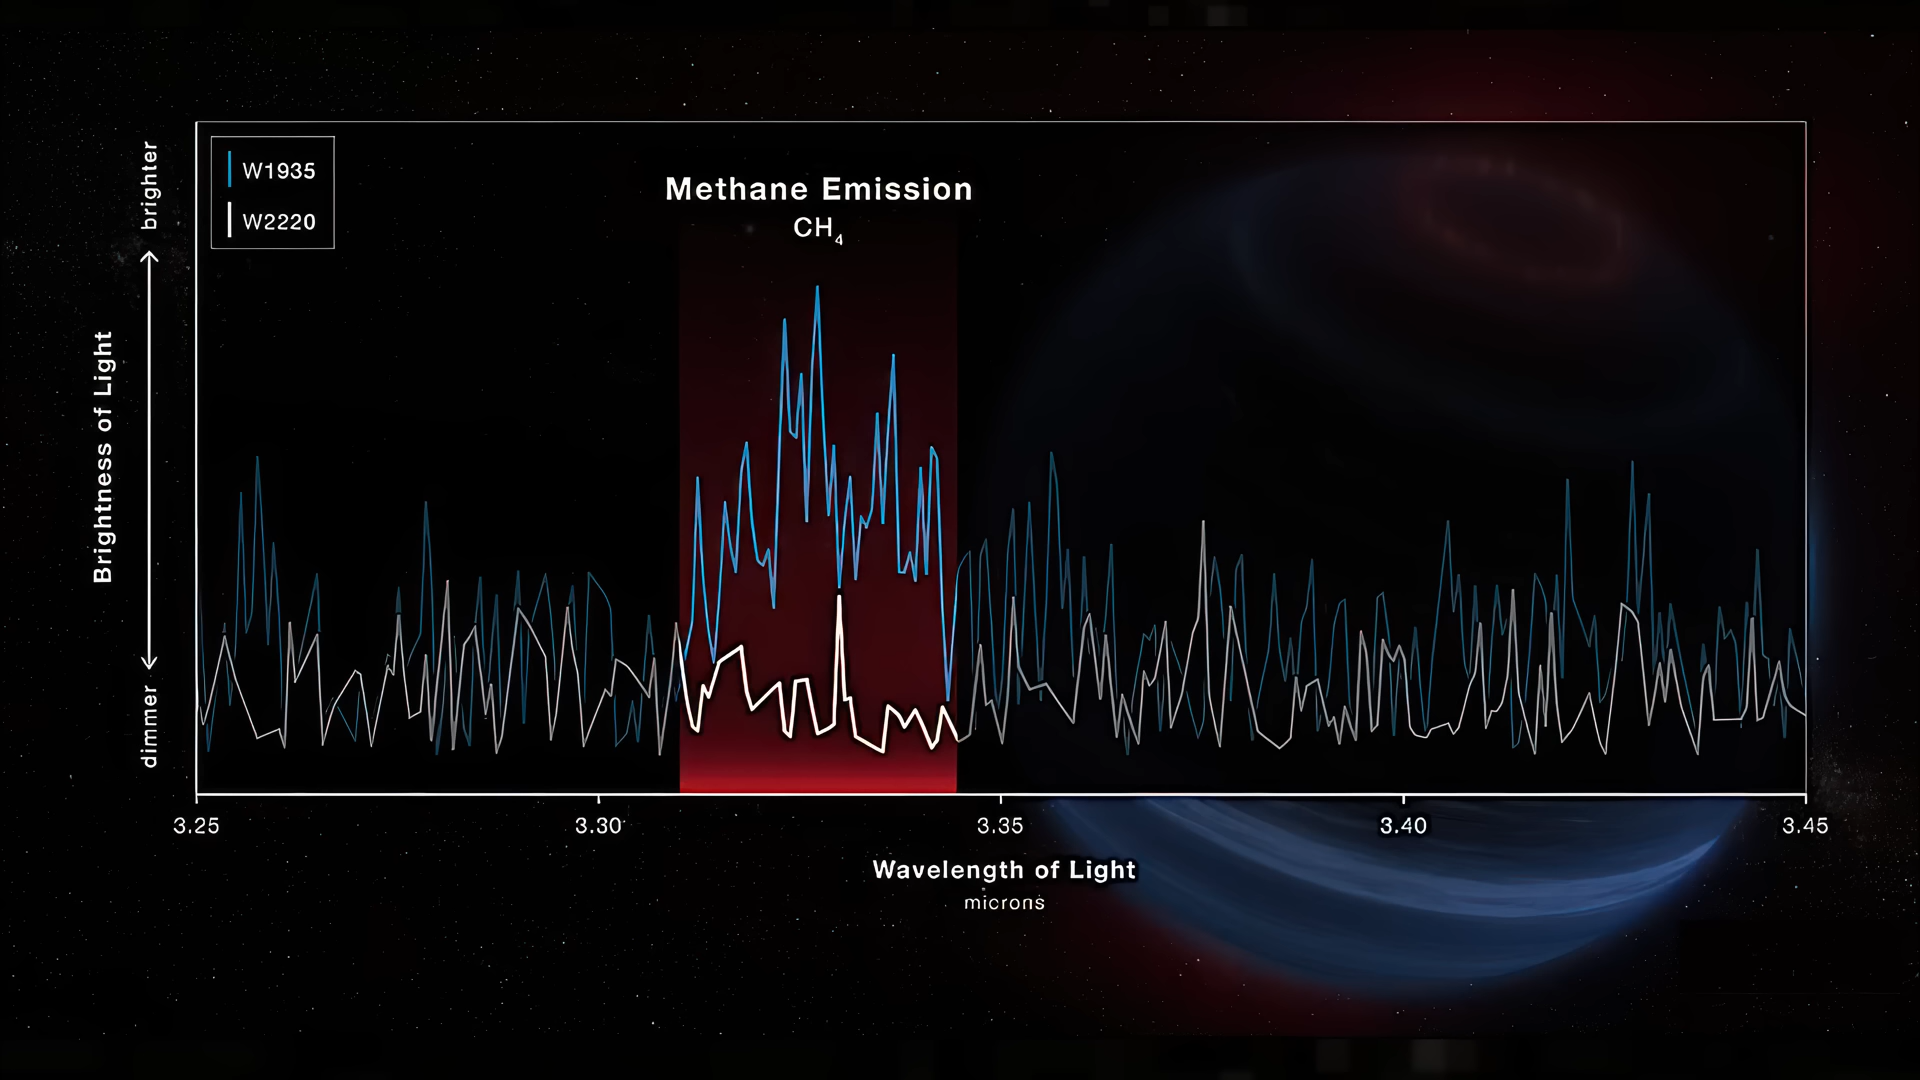 W1935
W2220
Methane Emission
CH₄
brighter
Brightness of Light
dimmer
3.25
3.30
3.35
3.40
3.45
Wavelength of Light
microns